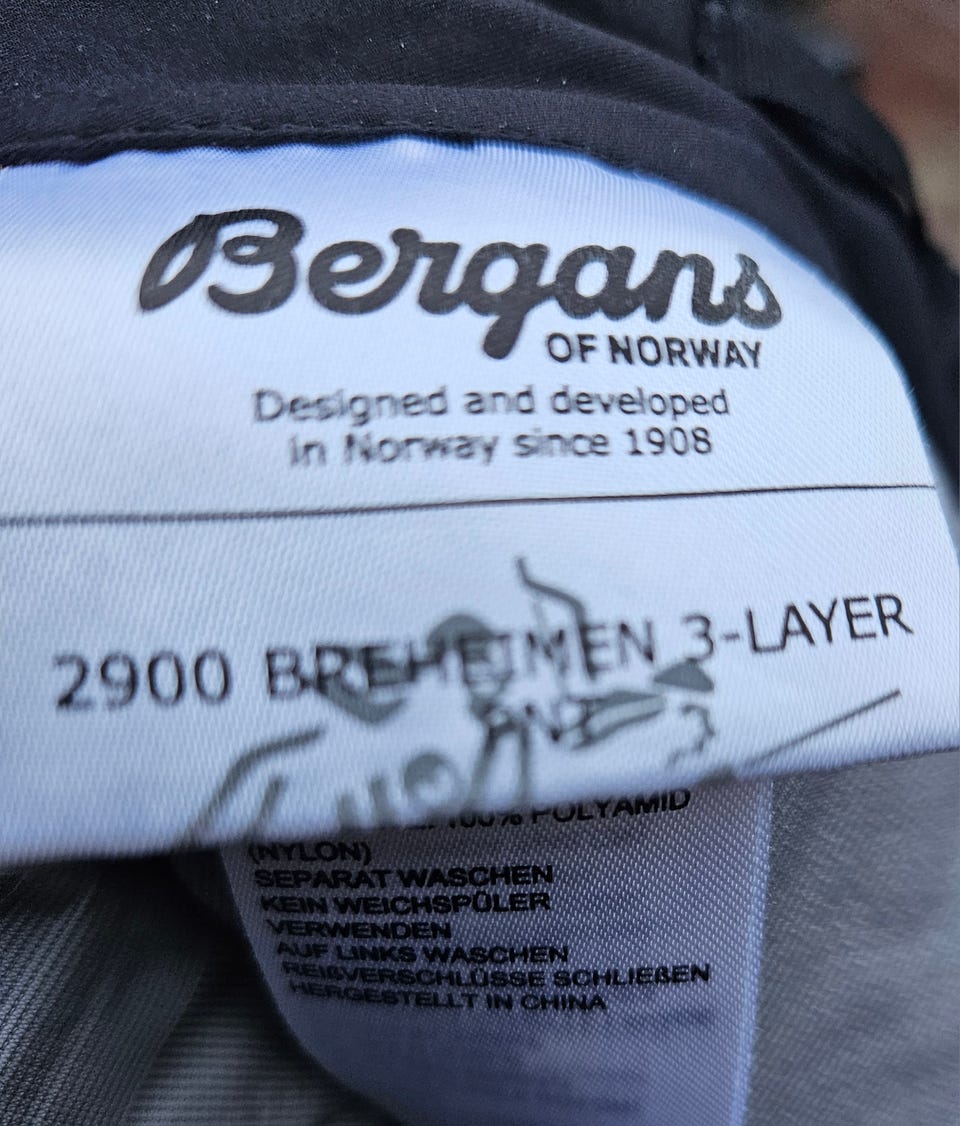 Bergans
OF NORWAY
Designed and developed
in Norway since 1908
2900 BREHEIMEN 3-LAYER
100% POLYAMID
(NYLON)
SEPARAT WASCHEN
KEIN WEICHSPÜLER
VERWENDEN
AUF LINKS WASCHEN
REIßVERSCHLÜSSE SCHLIEßEN
HERGESTELLT IN CHINA